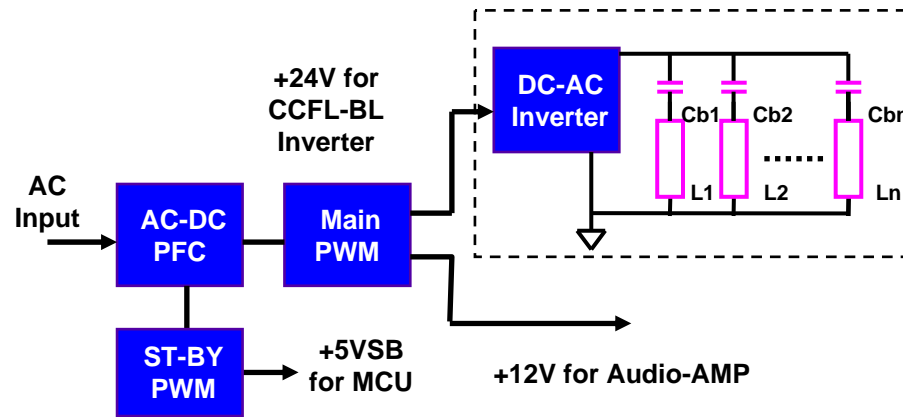 +24V for
CCFL-BL
Inverter
DC-AC
Inverter
Cb1
Cb2
Cbn
L1
L2
Ln
AC
Input
AC-DC
PFC
Main
PWM
ST-BY
PWM
+5VSB
for MCU
+12V for Audio-AMP